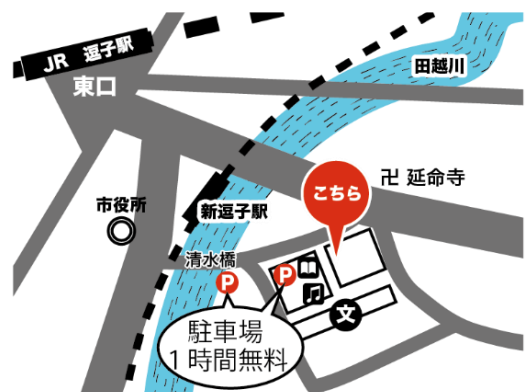 JR 逗子駅
東口
田越川
こちら
卍 延命寺
市役所
新逗子駅
清水橋
P
P
文
駐車場
1時間無料